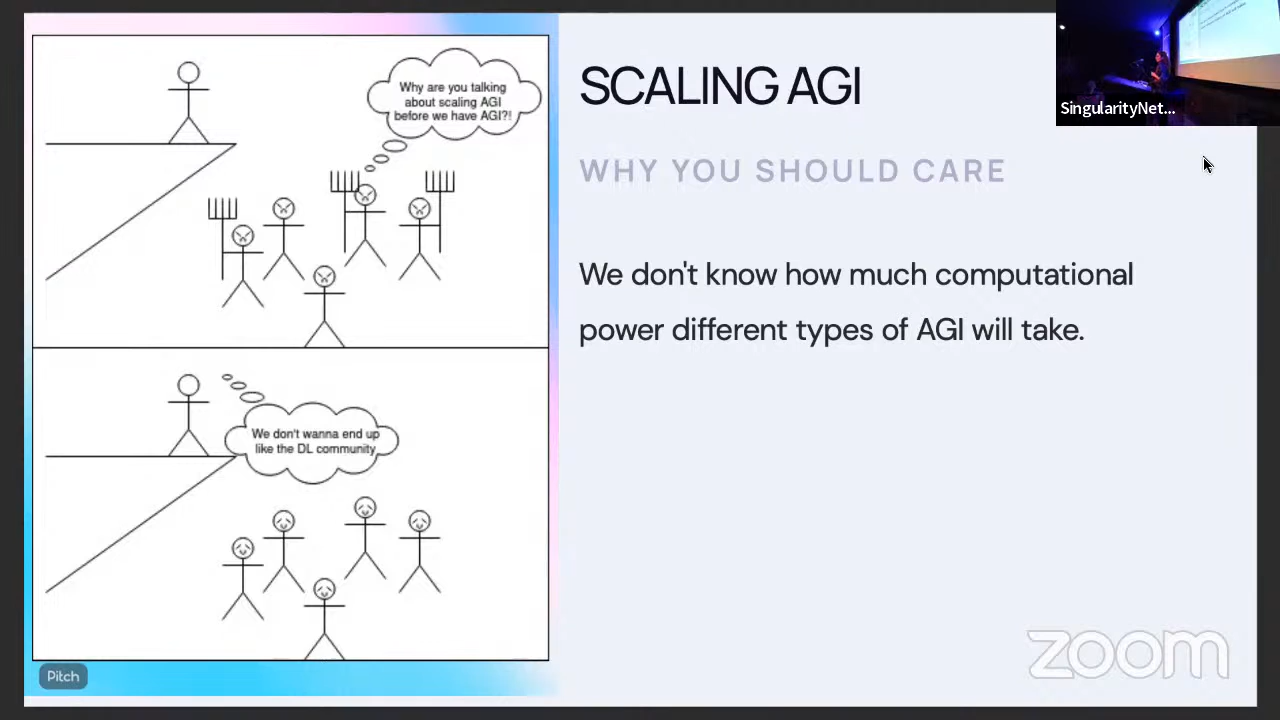 Why are you talking
about scaling AGI
before we have AGI?!
We don't wanna end up
like the DL community
Pitch
SCALING AGI
WHY YOU SHOULD CARE
We don't know how much computational
power different types of AGI will take.
SingularityNet...
zoom